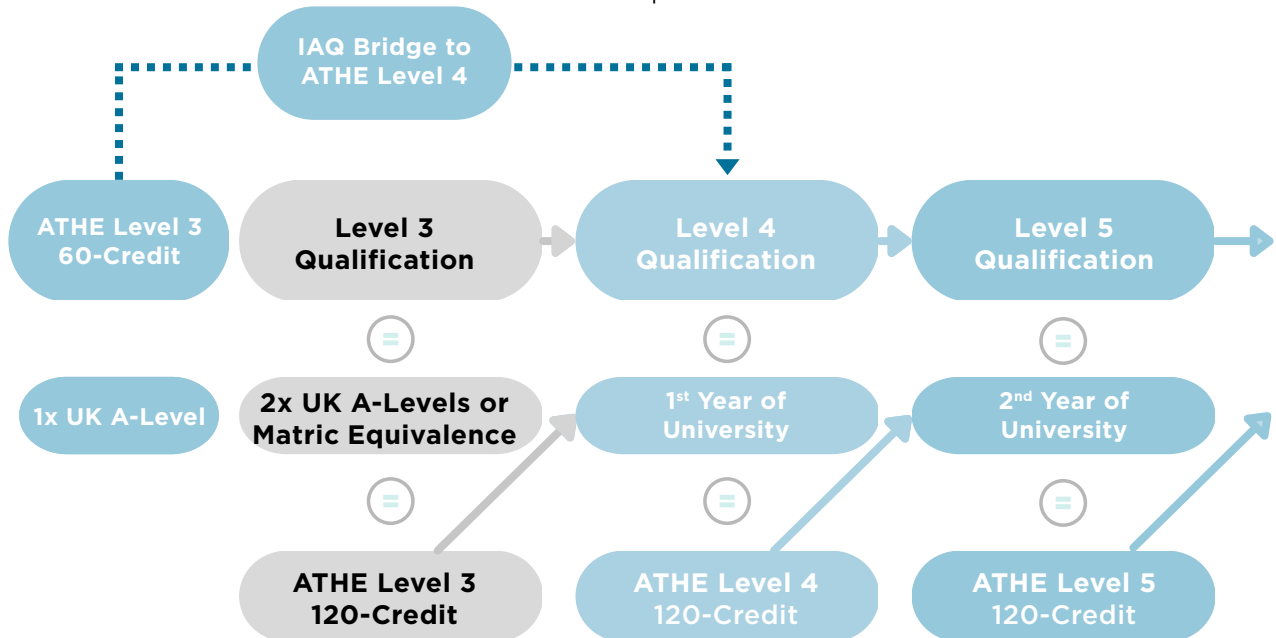 IAQ Bridge to
ATHE Level 4
ATHE Level 3
60-Credit
Level 3
Qualification
Level 4
Qualification
Level 5
Qualification
=
=
=
1x UK A-Level
2x UK A-Levels or
Matric Equivalence
1st Year of
University
2nd Year of
University
=
=
=
ATHE Level 3
120-Credit
ATHE Level 4
120-Credit
ATHE Level 5
120-Credit